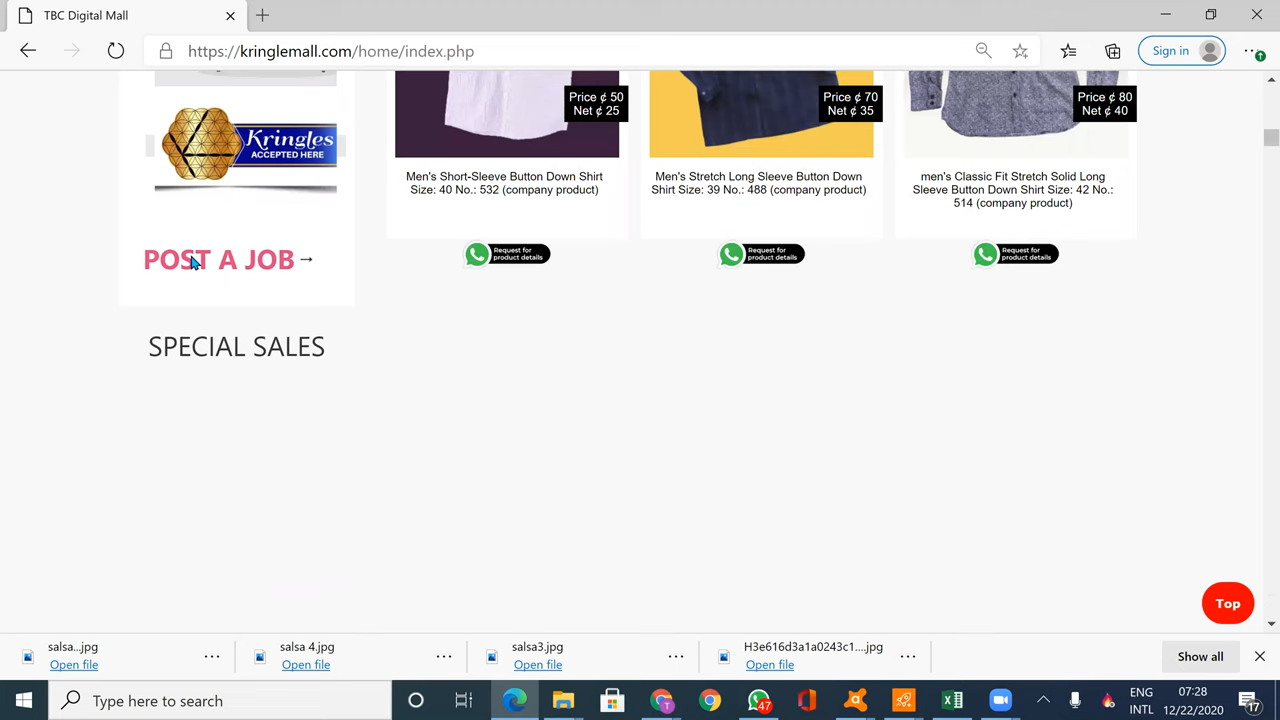 TBC Digital Mall
https://kringlemall.com/home/index.php
Sign in
Price ¢ 50
Net ¢ 25
Price ¢ 70
Net ¢ 35
Price ¢ 80
Net ¢ 40
Kringles
ACCEPTED HERE
Men's Short-Sleeve Button Down Shirt
Size: 40 No.: 532 (company product)
Men's Stretch Long Sleeve Button Down
Shirt Size: 39 No.: 488 (company product)
men's Classic Fit Stretch Solid Long
Sleeve Button Down Shirt Size: 42 No.:
514 (company product)
Request for
product details
Request for
product details
Request for
product details
POST A JOB→
SPECIAL SALES
Top
salsa...jpg
Open file
salsa 4.jpg
Open file
salsa3.jpg
Open file
H3e616d3a1a0243c1....jpg
Open file
Show all
Type here to search
47
ENG
INTL
07:28
12/22/2020
17